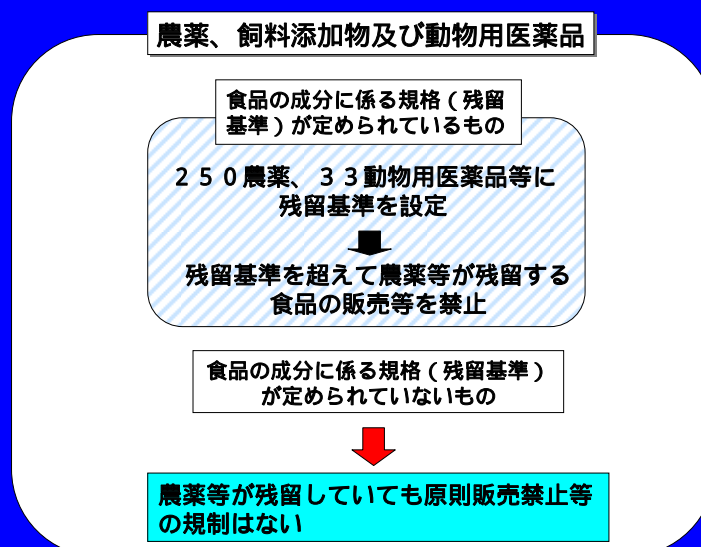 農薬、飼料添加物及び動物用医薬品
食品の成分に係る規格（残留
基準）が定められているもの
２５０農薬、３３動物用医薬品等に
残留基準を設定
残留基準を超えて農薬等が残留する
食品の販売等を禁止
食品の成分に係る規格（残留基準）
が定められていないもの
農薬等が残留していても原則販売禁止等
の規制はない